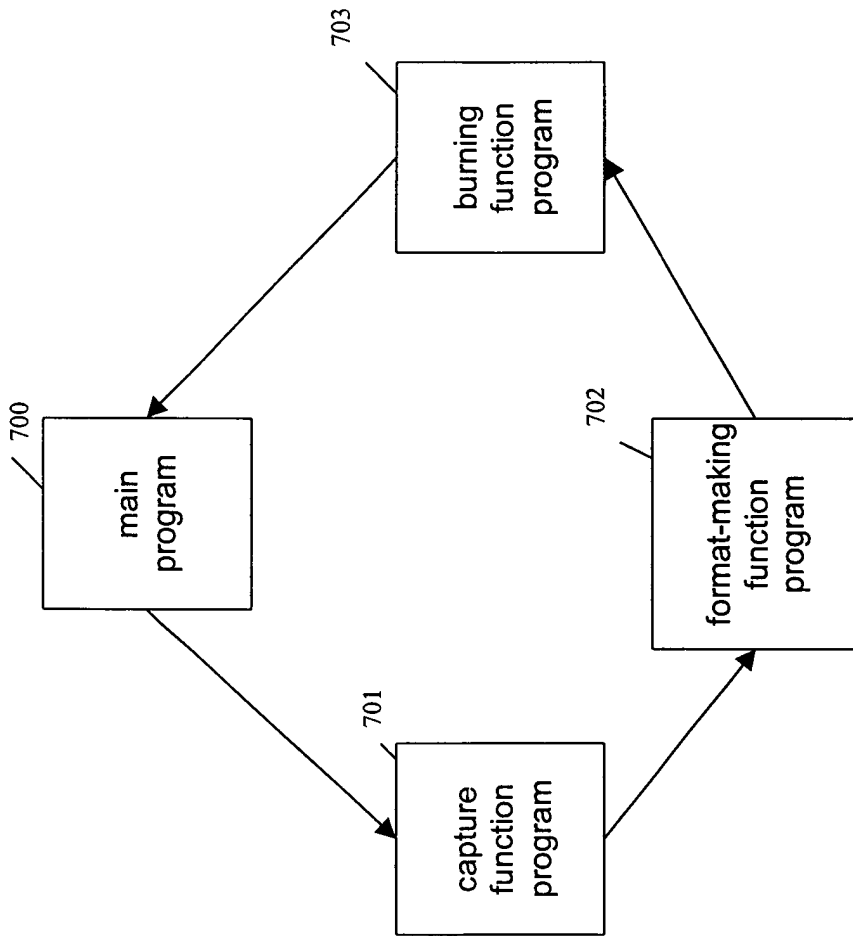 700
main
program
701
capture
function
program
702
format-making
function
program
703
burning
function
program